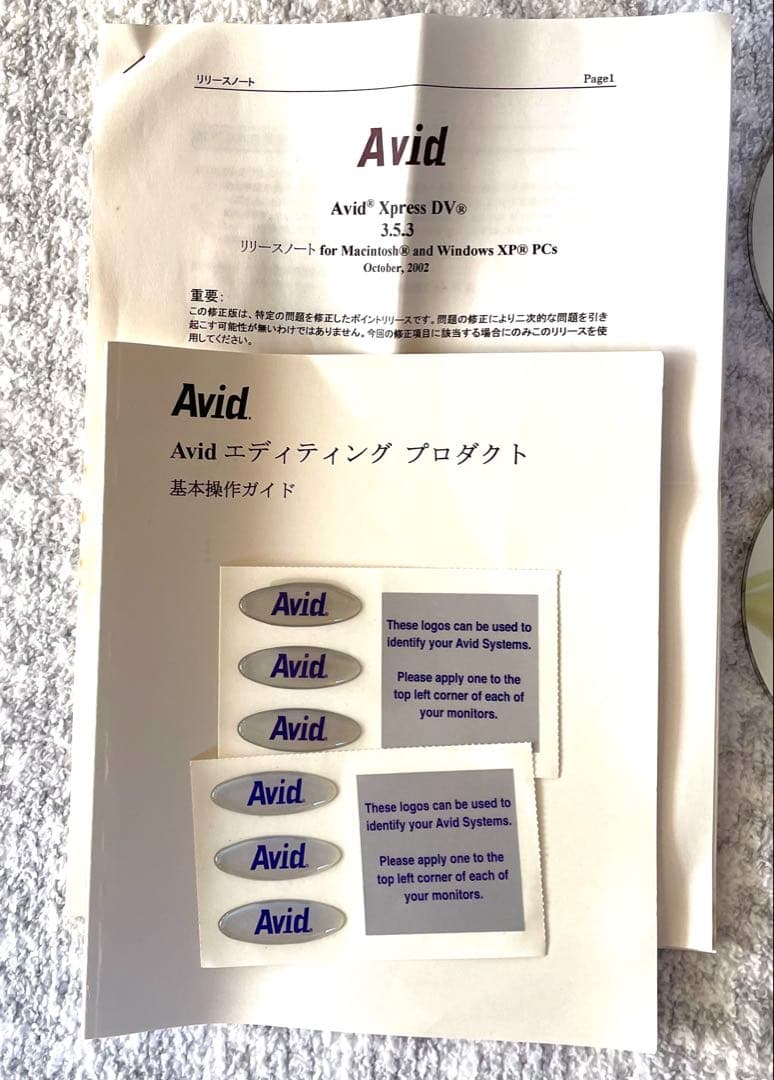 リリースノート
Page1
Avid
Avid® Xpress DV®
3.5.3
リリースノート for Macintosh® and Windows XP® PCs
October, 2002
重要:
この修正版は、特定の問題を修正したポイントリリースです。問題の修正により二次的な問題を引き
起こす可能性が無いわけではありません。今回の修正項目に該当する場合にのみこのリリースを使
用してください。
Avid
Avid エディティング プロダクト
基本操作ガイド
Avid
Avid
Avid
These logos can be used to
identify your Avid Systems.
Please apply one to the
top left corner of each of
your monitors.
Avid
Avid
Avid
These logos can be used to
identify your Avid Systems.
Please apply one to the
top left corner of each of
your monitors.